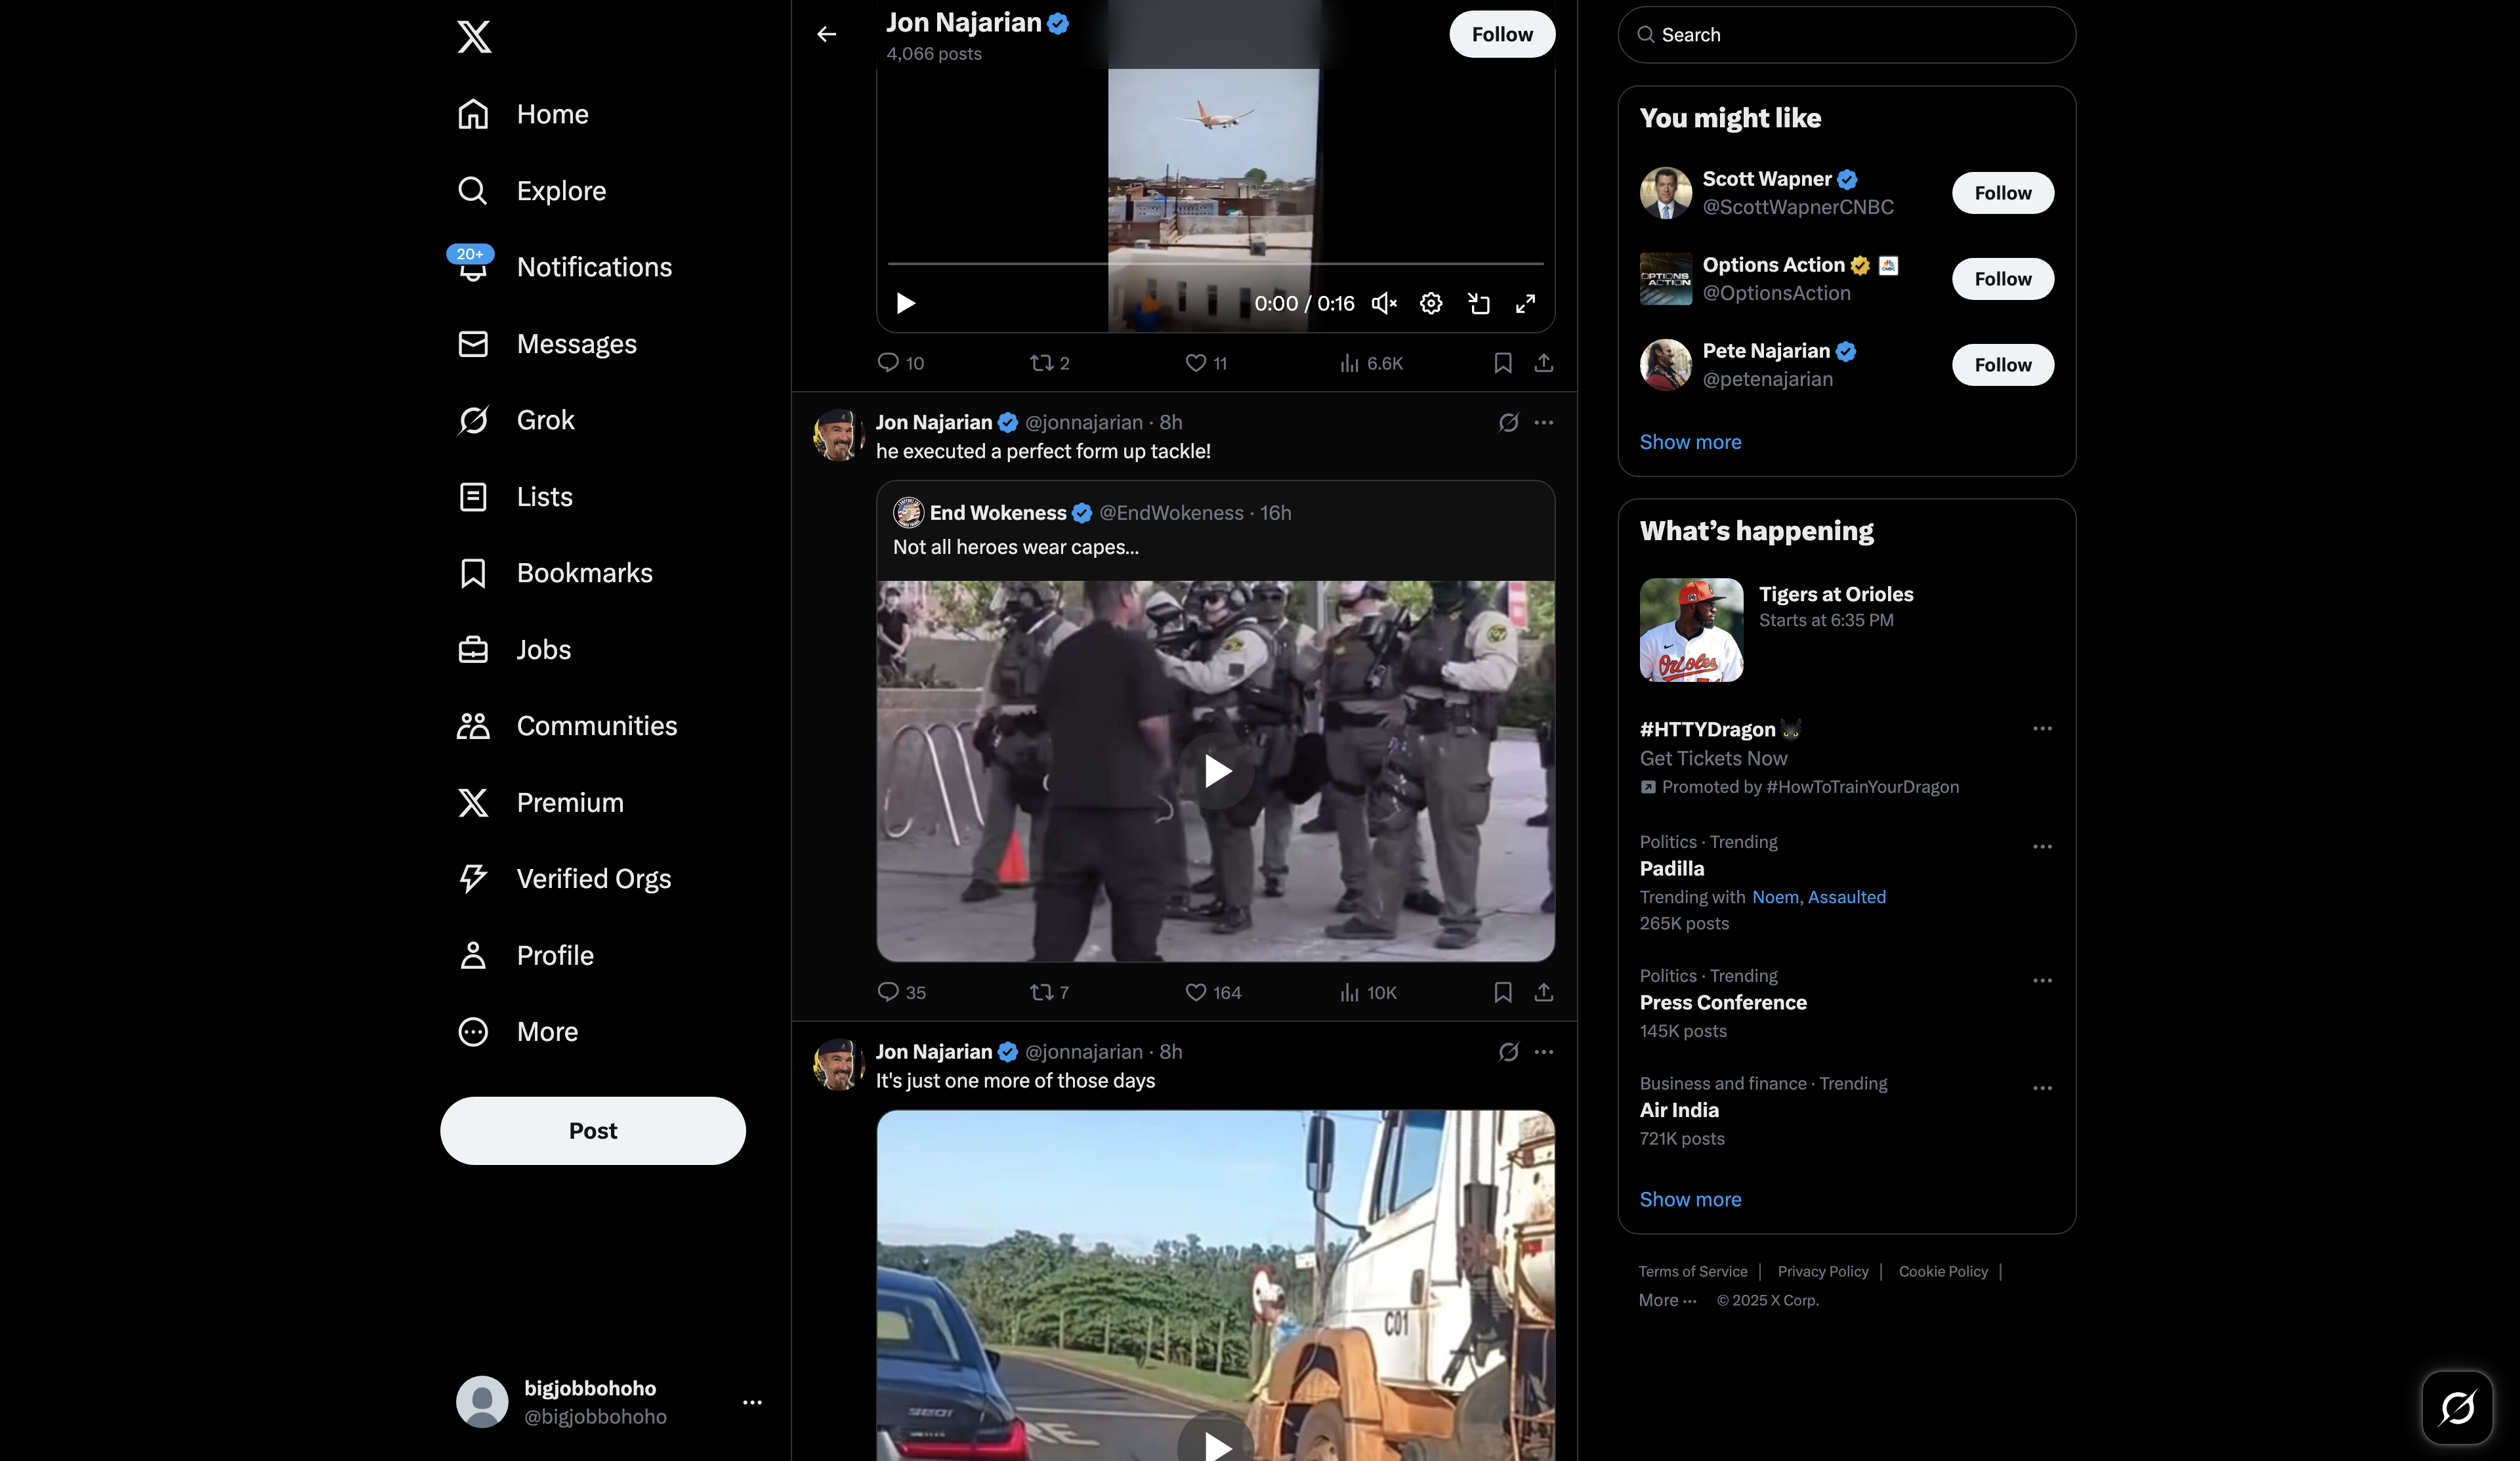 Home
Explore
20+
Notifications
Messages
Grok
Lists
Bookmarks
Jobs
Communities
Premium
Verified Orgs
Profile
More
Post
bigjobbohoho
@bigjobbohoho
Jon Najarian
4,066 posts
Follow
0:00 / 0:16
10 2 11 6.6K
Jon Najarian @jonnajarian · 8h
he executed a perfect form up tackle!
End Wokeness @EndWokeness · 16h
Not all heroes wear capes...
35 7 164 10K
Jon Najarian @jonnajarian · 8h
It's just one more of those days
C01
Search
You might like
Scott Wapner
@ScottWapnerCNBC
Follow
OPTIONS
ACTION
Options Action
@OptionsAction
Follow
Pete Najarian
@petenajarian
Follow
Show more
What's happening
Orioles
Tigers at Orioles
Starts at 6:35 PM
#HTTYDragon
Get Tickets Now
Promoted by #HowToTrainYourDragon
Politics · Trending
Padilla
Trending with Noem, Assaulted
265K posts
Politics · Trending
Press Conference
145K posts
Business and finance · Trending
Air India
721K posts
Show more
Terms of Service | Privacy Policy | Cookie Policy |
More ··· © 2025 X Corp.